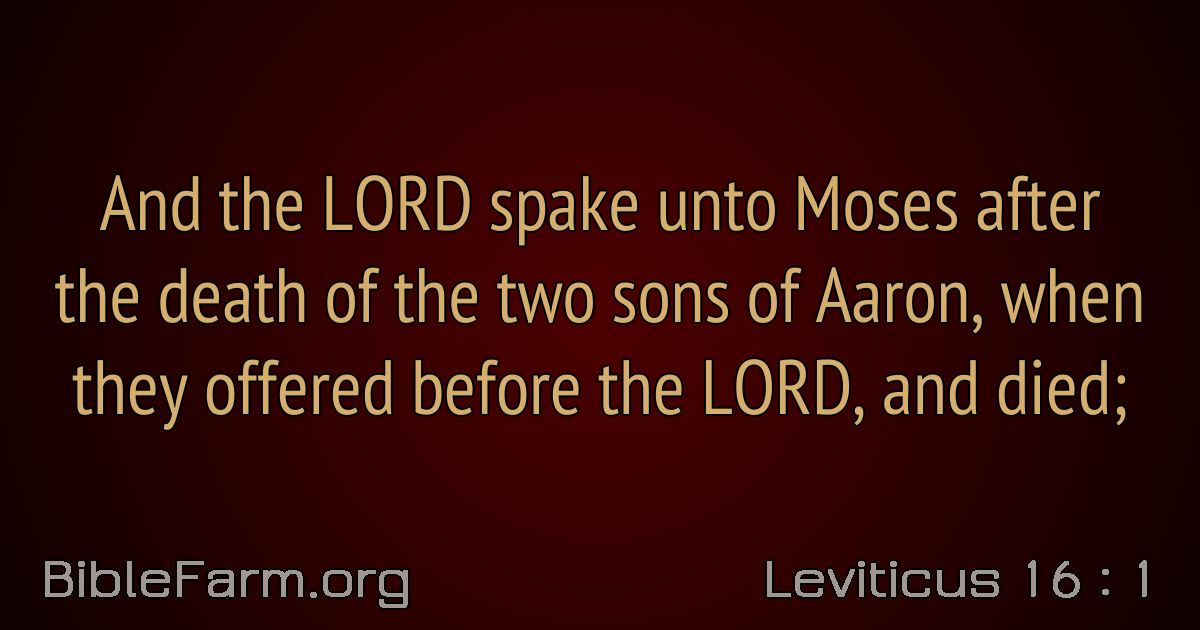 And the LORD spake unto Moses after
the death of the two sons of Aaron, when
they offered before the LORD, and died;
BibleFarm.org
Leviticus 16 : 1